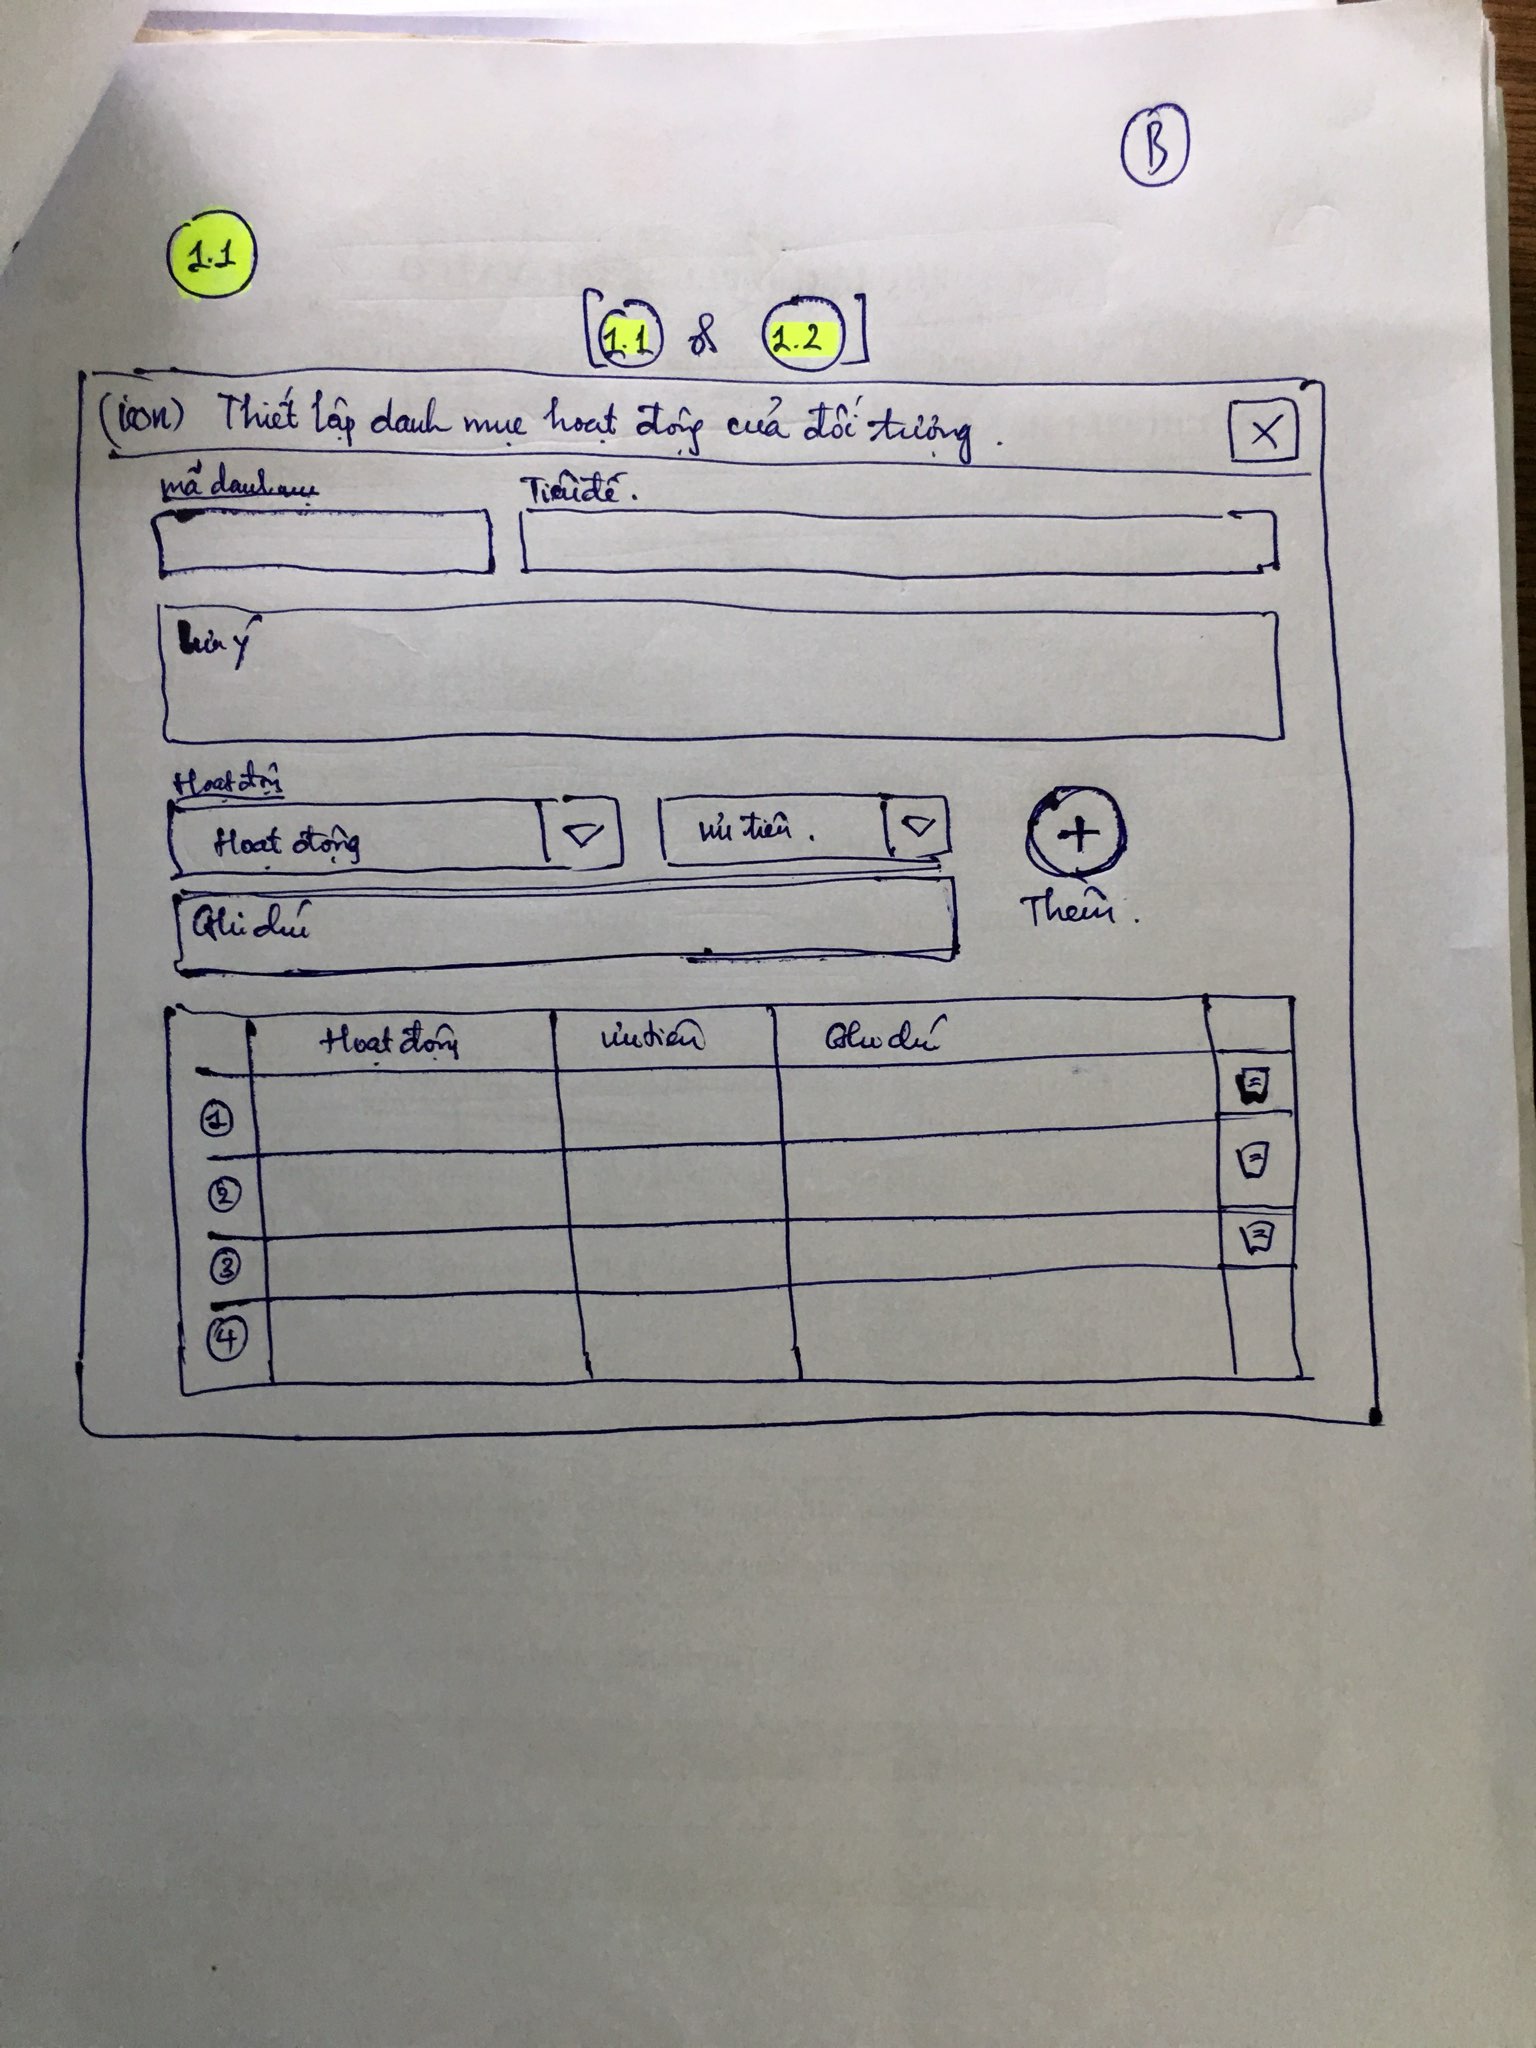 B
1.1
[1.1 & 1.2]
(icon) Thiết lập danh mục hoạt động của đối tượng. X
mã danh mục Tiêu đề.
Lưu ý
Hoạt động
Hoạt động ưu tiên. +
Ghi chú Thêm.
Hoạt động ưu tiên Ghi chú
1
2
3
4